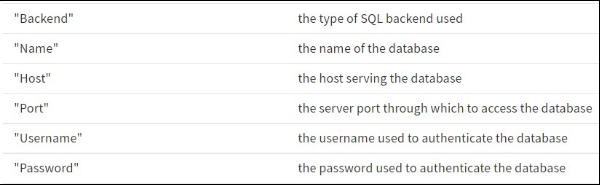 "Backend" the type of SQL backend used
"Name" the name of the database
"Host" the host serving the database
"Port" the server port through which to access the database
"Username" the username used to authenticate the database
"Password" the password used to authenticate the database